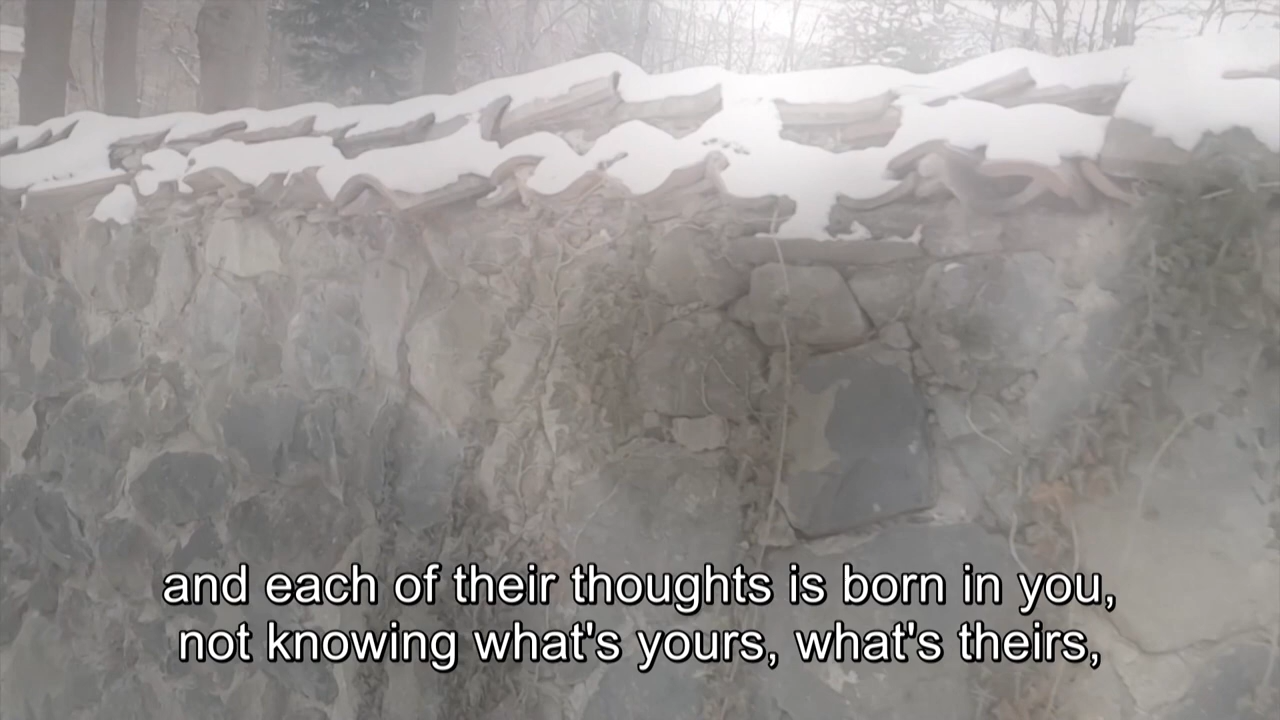 and each of their thoughts is born in you,
not knowing what's yours, what's theirs,